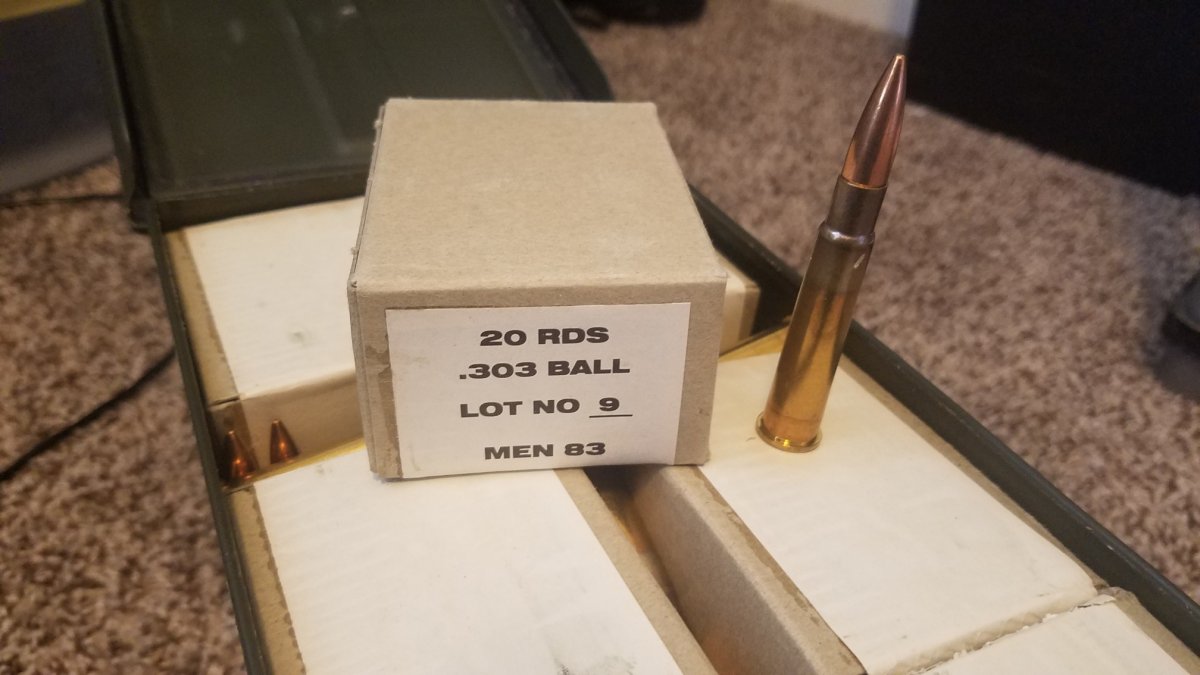 20 RDS
.303 BALL
LOT NO 9
MEN 83